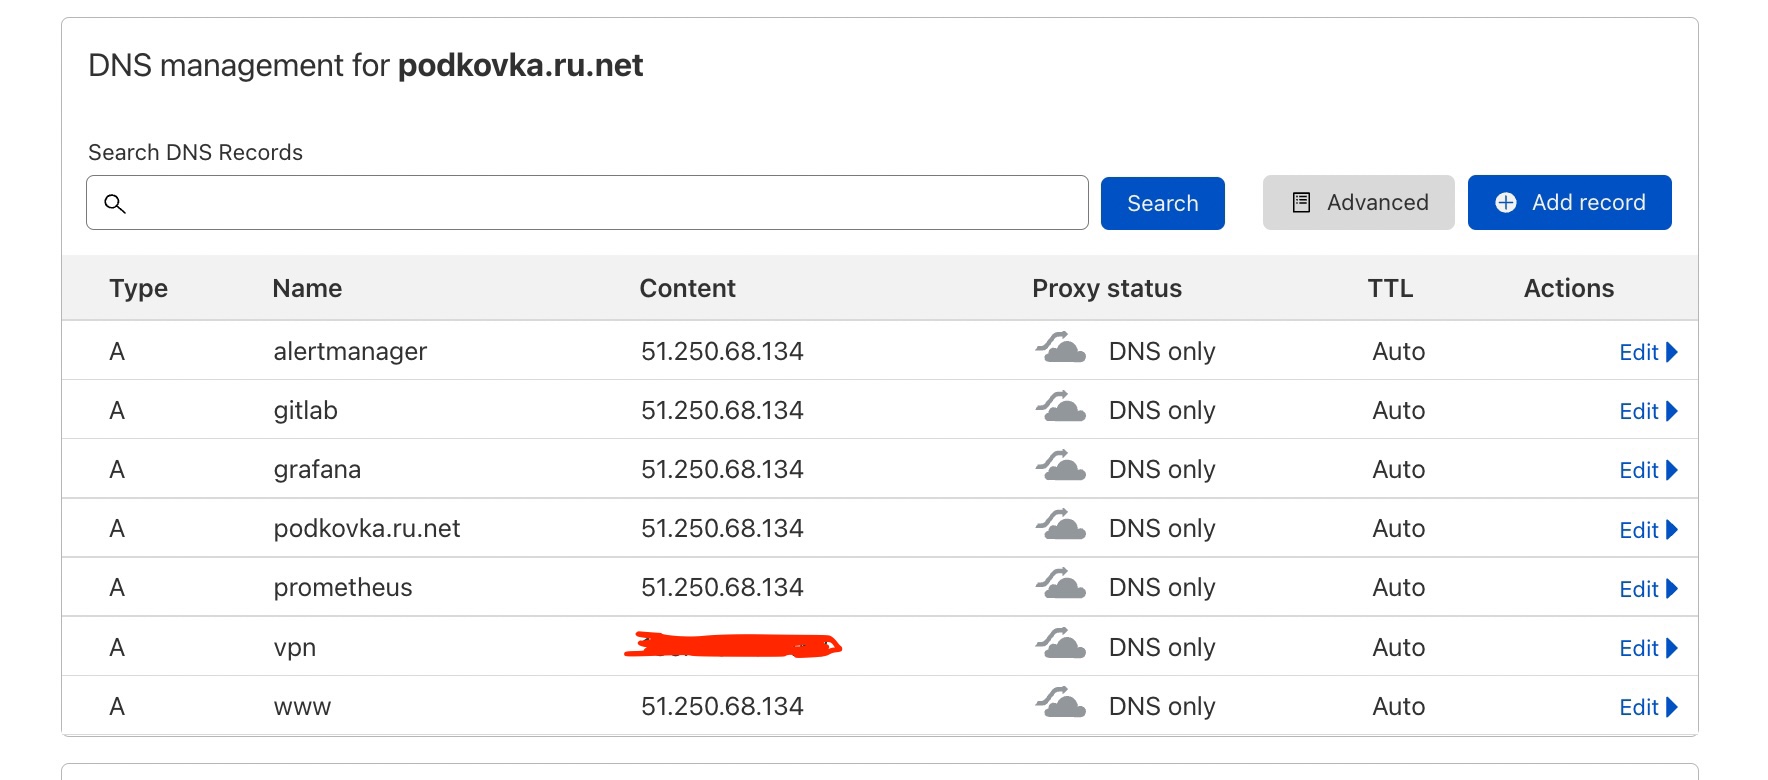 DNS management for podkovka.ru.net
Search DNS Records
Search Advanced Add record
Type Name Content Proxy status TTL Actions
A alertmanager 51.250.68.134 DNS only Auto Edit
A gitlab 51.250.68.134 DNS only Auto Edit
A grafana 51.250.68.134 DNS only Auto Edit
A podkovka.ru.net 51.250.68.134 DNS only Auto Edit
A prometheus 51.250.68.134 DNS only Auto Edit
A vpn DNS only Auto Edit
A www 51.250.68.134 DNS only Auto Edit